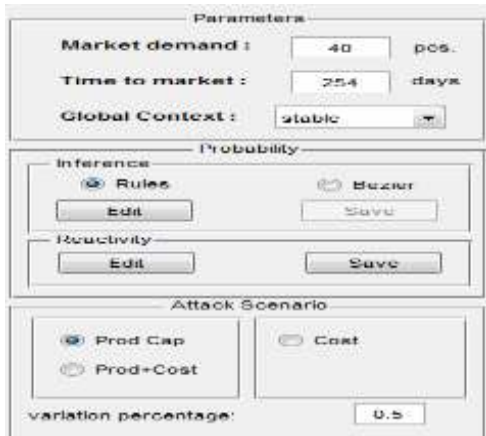 Parameters
Market demand : 40 pcs.
Time to market : 254 days
Global Context : stable
Probability
Inference
Rules Bezier
Edit Save
Reactivity
Edit Save
Attack Scenario
Prod Cap Cost
Prod+Cost
variation percentage: 0.5